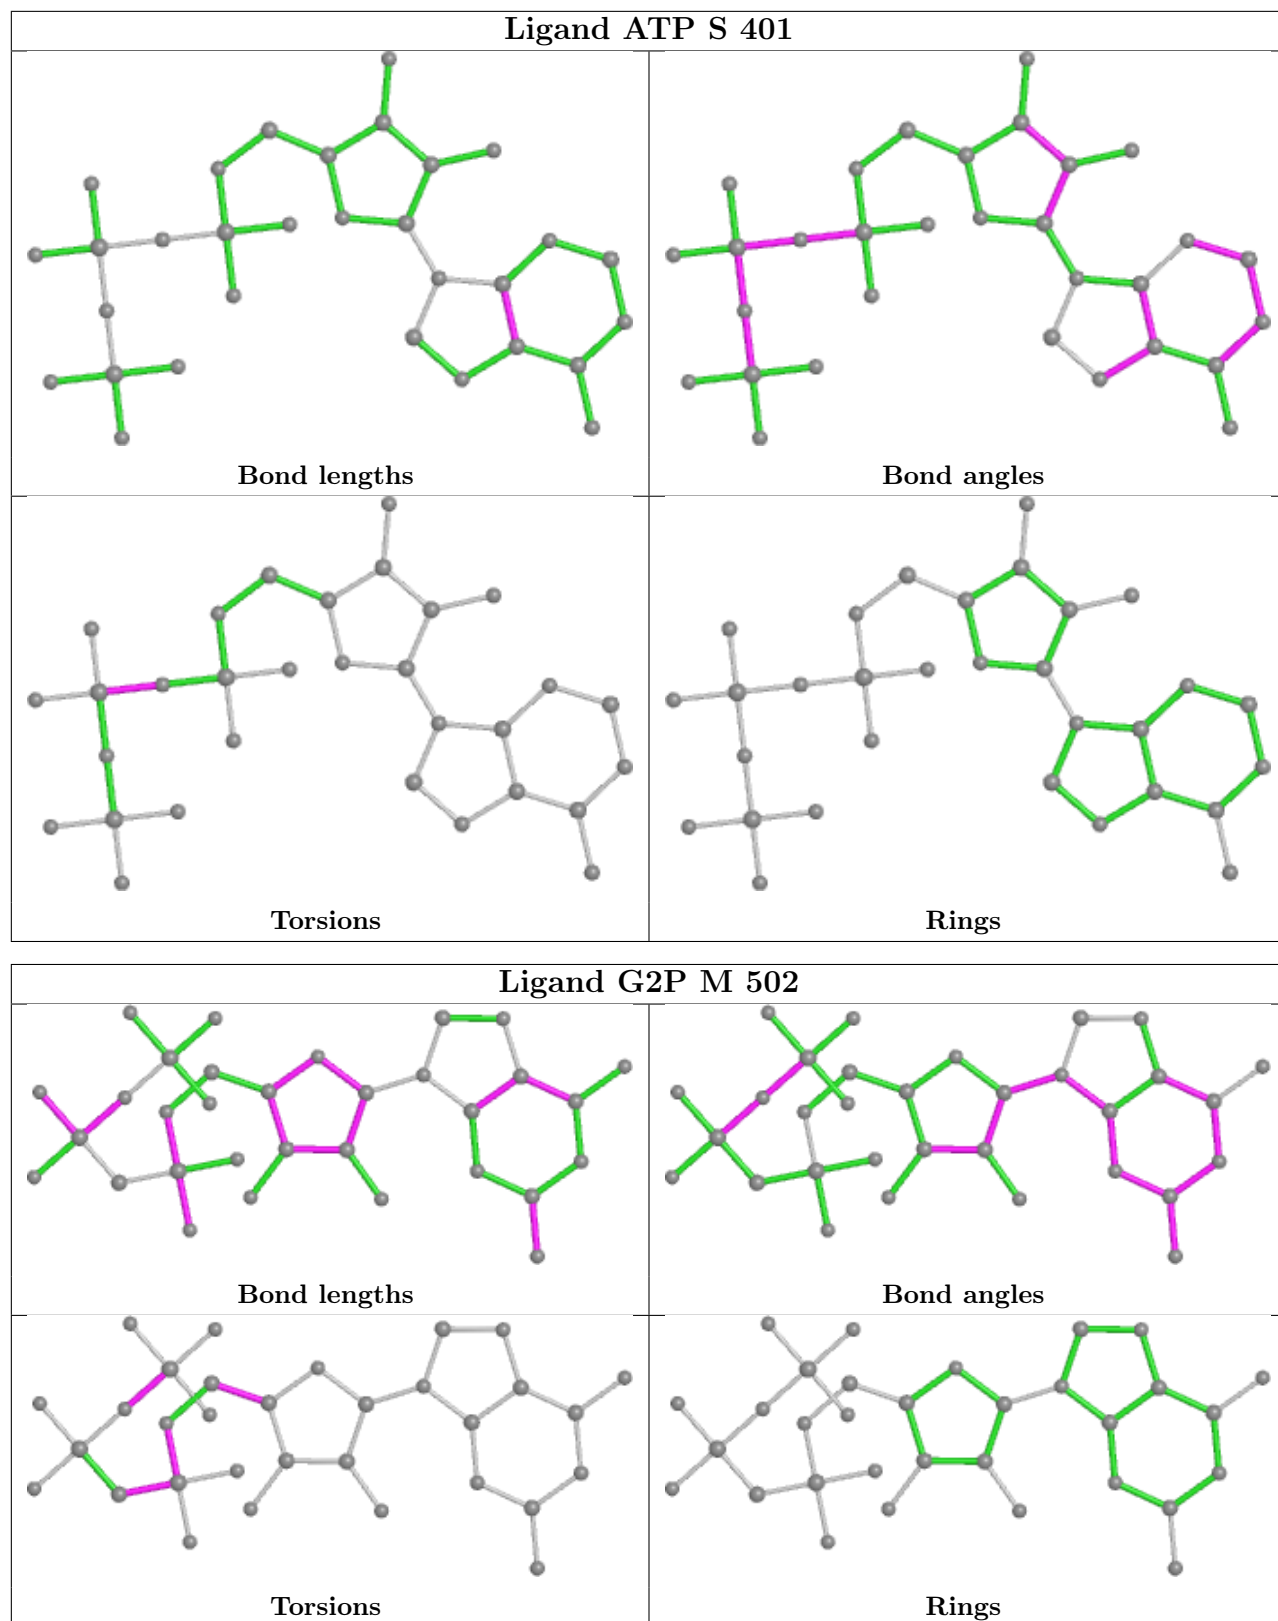 Ligand ATP S 401
Bond lengths
Bond angles
Torsions
Rings
Ligand G2P M 502
Bond lengths
Bond angles
Torsions
Rings